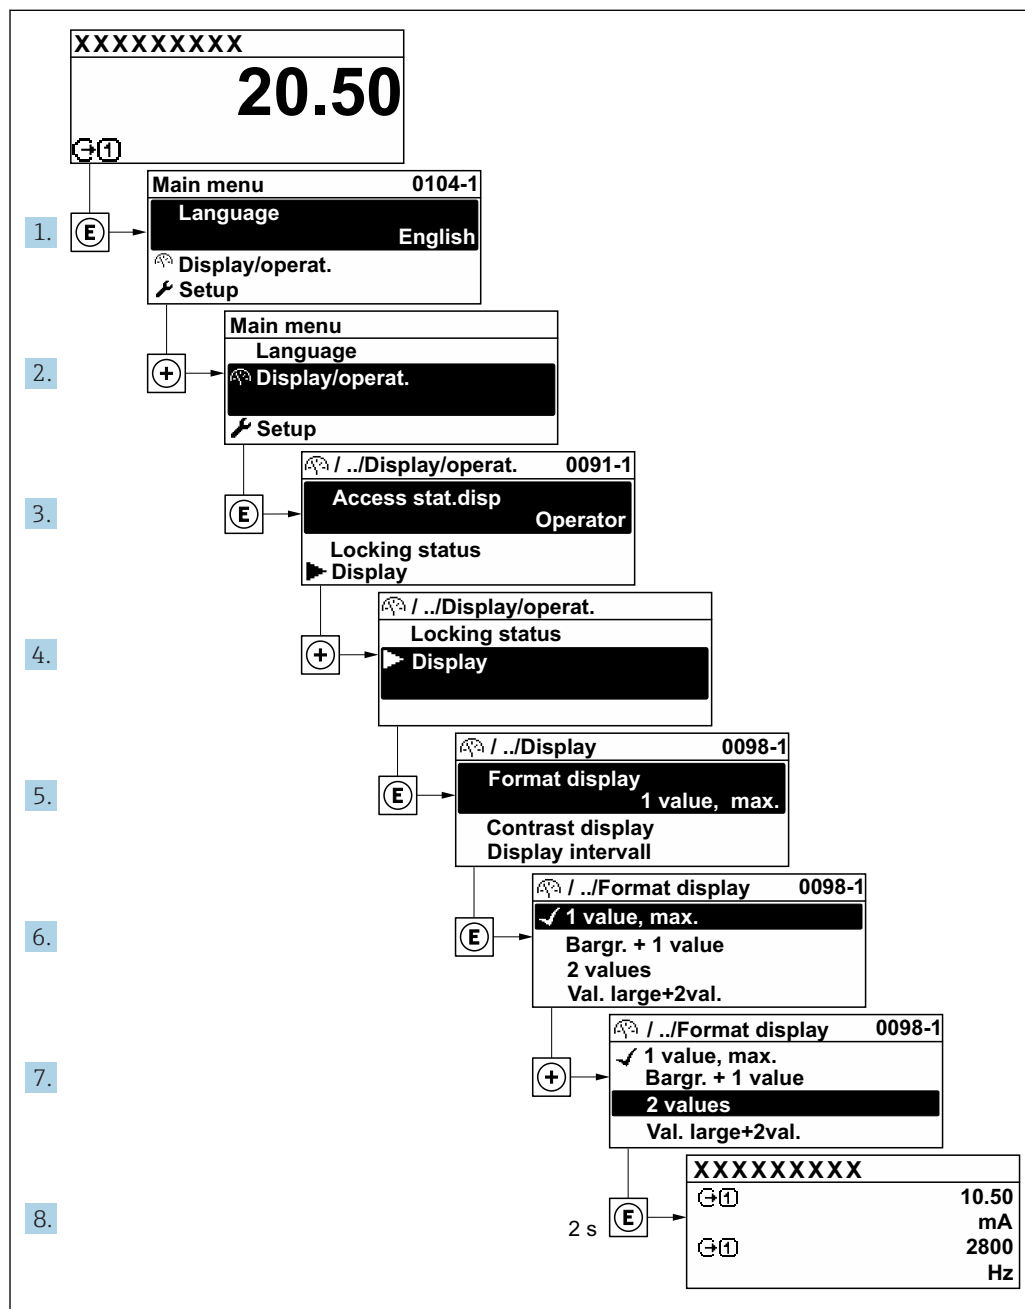 XXXXXXXXX
20.50
1
1.
E
Main menu 0104-1
Language
English
Display/operat.
Setup
2.
+
Main menu
Language
Display/operat.
Setup
3.
E
/ ../Display/operat. 0091-1
Access stat.disp
Operator
Locking status
Display
4.
+
/ ../Display/operat.
Locking status
Display
5.
E
/ ../Display 0098-1
Format display
1 value, max.
Contrast display
Display intervall
6.
E
/ ../Format display 0098-1
1 value, max.
Bargr. + 1 value
2 values
Val. large+2val.
7.
+
/ ../Format display 0098-1
1 value, max.
Bargr. + 1 value
2 values
Val. large+2val.
8.
2 s
E
XXXXXXXXX
1 10.50
mA
1 2800
Hz